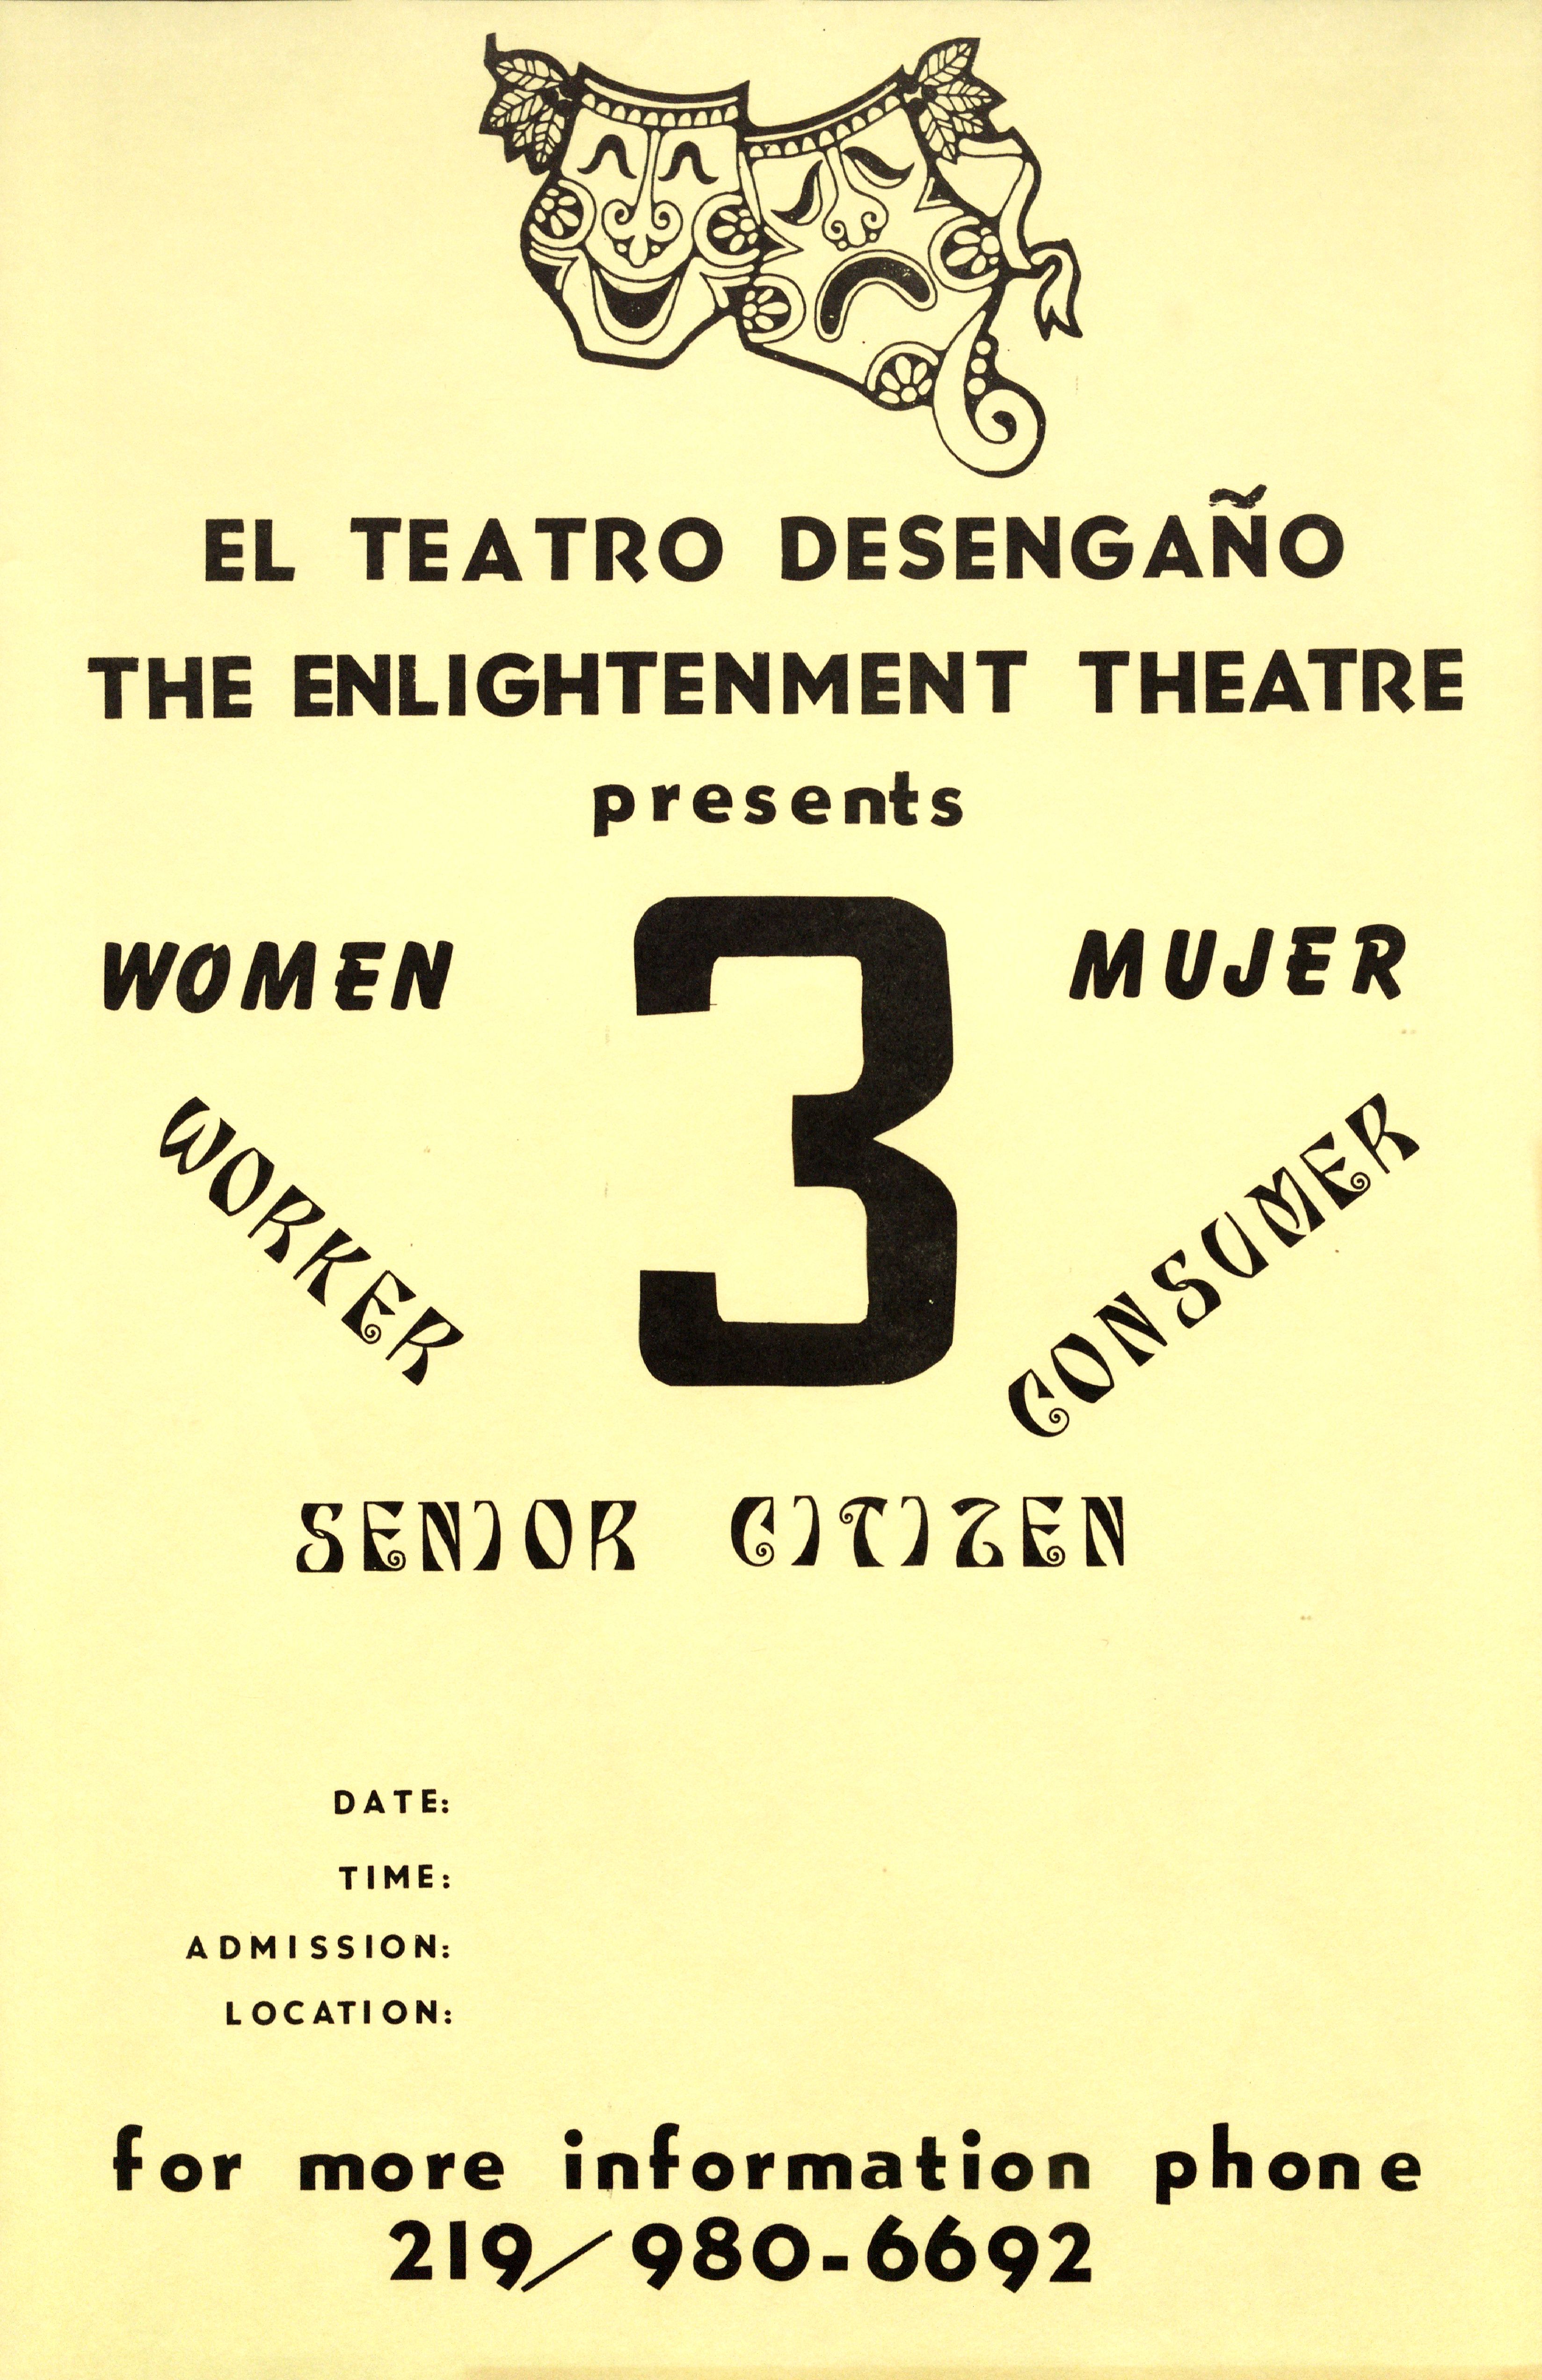 EL TEATRO DESENGAÑO
THE ENLIGHTENMENT THEATRE
presents
WOMEN 3 MUJER
WORKER CONSUMER
SENIOR CITIZEN
DATE:
TIME:
ADMISSION:
LOCATION:
for more information phone
219/980-6692